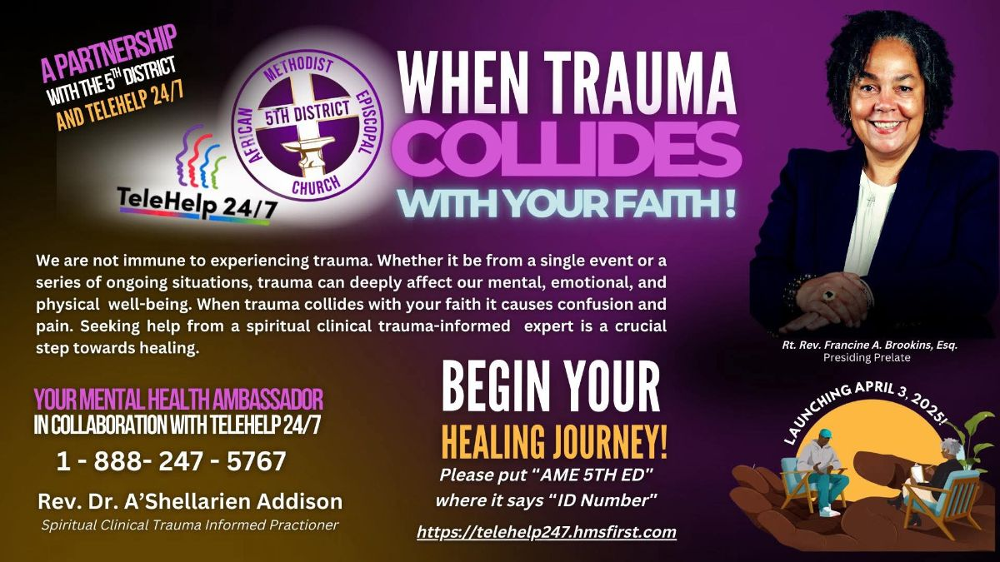 A PARTNERSHIP
WITH THE 5TH DISTRICT
AND TELEHELP 24/7
AFRICAN METHODIST EPISCOPAL CHURCH
5TH DISTRICT
TeleHelp 24/7
WHEN TRAUMA
COLLIDES
WITH YOUR FAITH !
We are not immune to experiencing trauma. Whether it be from a single event or a
series of ongoing situations, trauma can deeply affect our mental, emotional, and
physical well-being. When trauma collides with your faith it causes confusion and
pain. Seeking help from a spiritual clinical trauma-informed expert is a crucial
step towards healing.
Rt. Rev. Francine A. Brookins, Esq.
Presiding Prelate
YOUR MENTAL HEALTH AMBASSADOR
IN COLLABORATION WITH TELEHELP 24/7
1 - 888- 247 - 5767
Rev. Dr. A’Shellarien Addison
Spiritual Clinical Trauma Informed Practioner
BEGIN YOUR
HEALING JOURNEY!
Please put “AME 5TH ED”
where it says “ID Number”
https://telehelp247.hmsfirst.com
LAUNCHING APRIL 3, 2025!